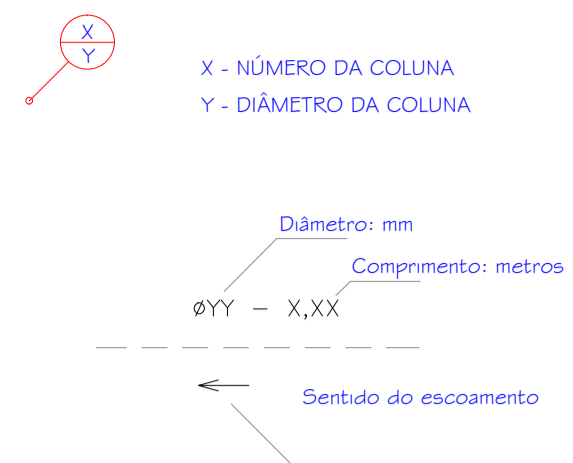 X
Y
X - NÚMERO DA COLUNA
Y - DIÂMETRO DA COLUNA
Diâmetro: mm
Comprimento: metros
øYY - X,XX
Sentido do escoamento